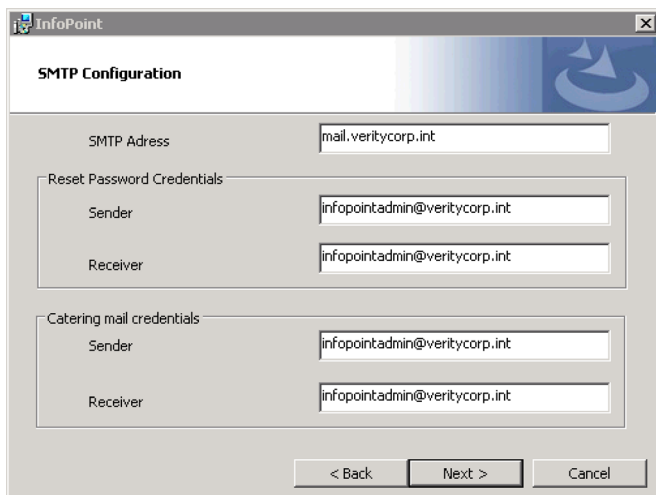 InfoPoint
SMTP Configuration
SMTP Adress mail.veritycorp.int
Reset Password Credentials
Sender infopointadmin@veritycorp.int
Receiver infopointadmin@veritycorp.int
Catering mail credentials
Sender infopointadmin@veritycorp.int
Receiver infopointadmin@veritycorp.int
< Back Next > Cancel